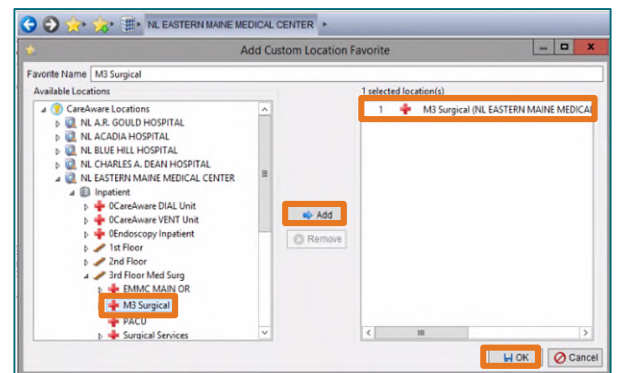 NL EASTERN MAINE MEDICAL CENTER
Add Custom Location Favorite
Favorite Name M3 Surgical
Available Locations
CareAware Locations
NL A.R. GOULD HOSPITAL
NL ACADIA HOSPITAL
NL BLUE HILL HOSPITAL
NL CHARLES A. DEAN HOSPITAL
NL EASTERN MAINE MEDICAL CENTER
Inpatient
0CareAware DIAL Unit
0CareAware VENT Unit
0Endoscopy Inpatient
1st Floor
2nd Floor
3rd Floor Med Surg
EMMC MAIN OR
M3 Surgical
PACU
Surgical Services
Add
Remove
1 selected location(s)
1 M3 Surgical (NL EASTERN MAINE MEDICAL
OK Cancel